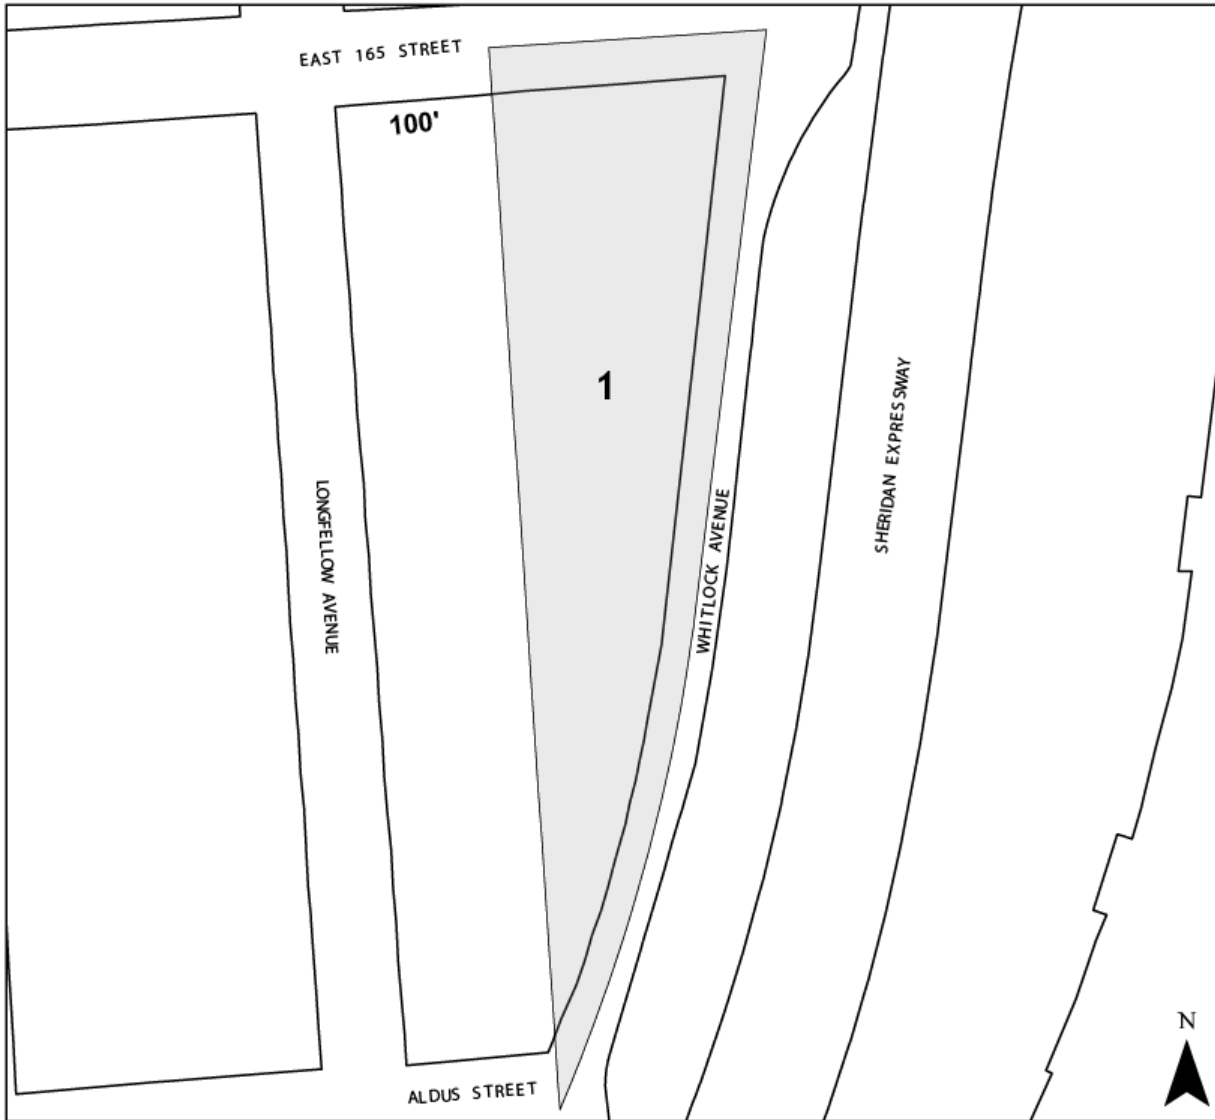 EAST 165 STREET
100'
1
LONGFELLOW AVENUE
WHITLOCK AVENUE
SHERIDAN EXPRESSWAY
N
ALDUS STREET